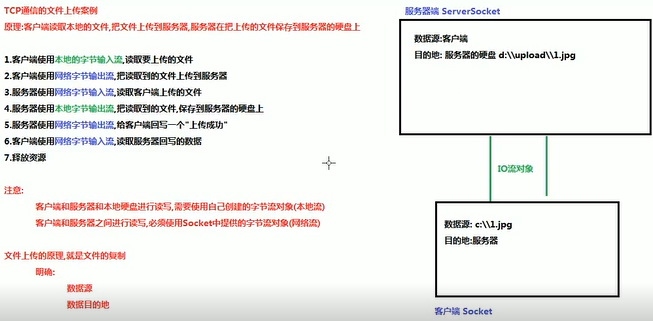 TCP通信的文件上传案例
原理:客户端读取本地的文件,把文件上传到服务器,服务器在把上传的文件保存到服务器的硬盘上
1.客户端使用本地的字节输入流,读取要上传的文件
2.客户端使用网络字节输出流,把读取到的文件上传到服务器
3.服务器使用网络字节输入流,读取客户端上传的文件
4.服务器使用本地字节输出流,把读取到的文件,保存到服务器的硬盘上
5.服务器使用网络字节输出流,给客户端回写一个"上传成功"
6.客户端使用网络字节输入流,读取服务器回写的数据
7.释放资源
注意:
客户端和服务器和本地硬盘进行读写,需要使用自己创建的字节流对象(本地流)
客户端和服务器之间进行读写,必须使用Socket中提供的字节流对象(网络流)
文件上传的原理,就是文件的复制
明确:
数据源
数据目的地
服务器端 ServerSocket
数据源:客户端
目的地: 服务器的硬盘 d:\\upload\\1.jpg
IO流对象
数据源: c:\\1.jpg
目的地:服务器
客户端 Socket